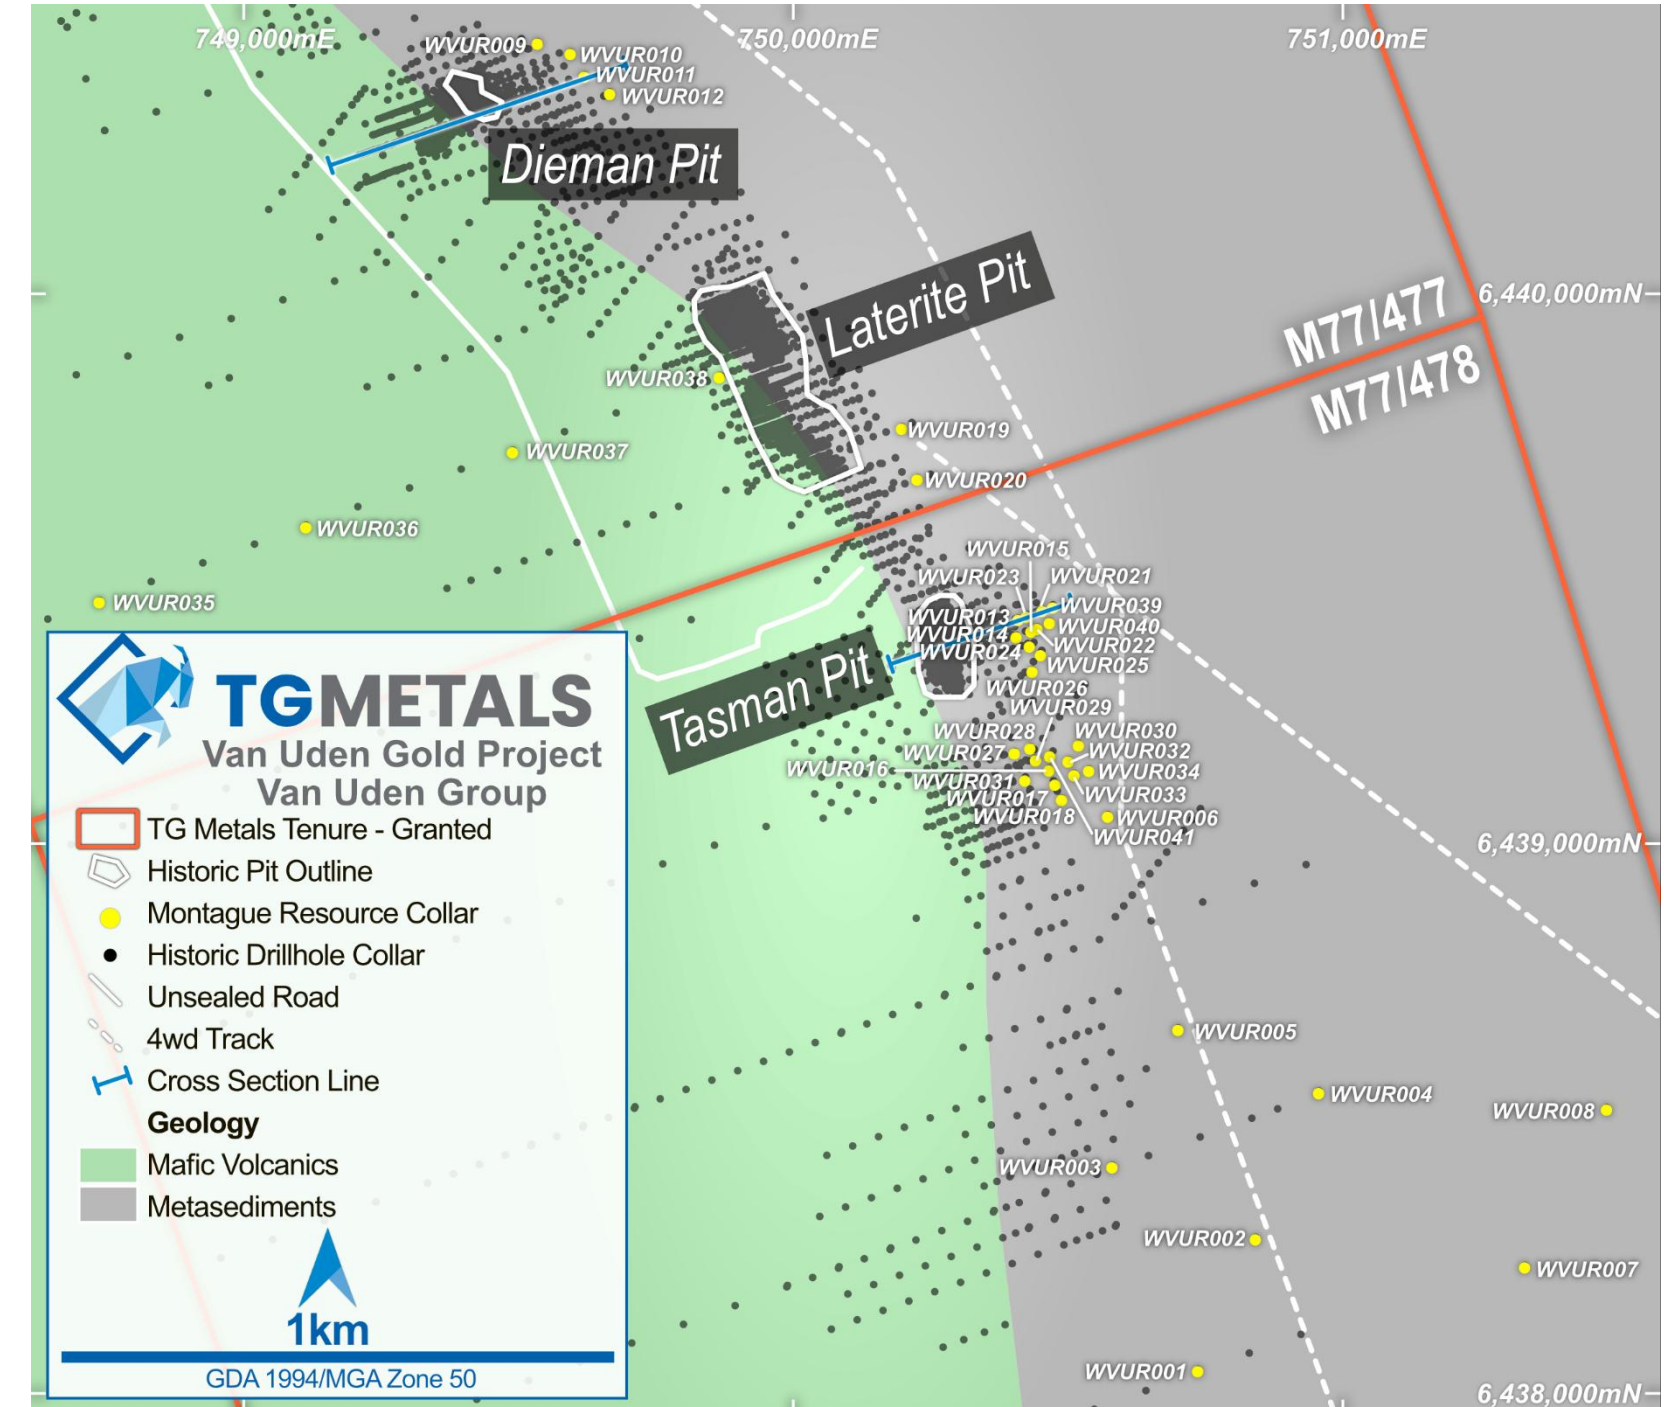 749,000mE
750,000mE
751,000mE
WVUR009
WVUR010
WVUR011
WVUR012
Dieman Pit
Laterite Pit
M77/477
6,440,000mN
M77/478
WVUR038
WVUR019
WVUR037
WVUR020
WVUR036
WVUR015
WVUR023
WVUR021
WVUR035
WVUR039
WVUR013
WVUR040
WVUR014
WVUR022
WVUR024
WVUR025
Tasman Pit
WVUR026
WVUR029
WVUR028
WVUR030
WVUR027
WVUR032
WVUR016
WVUR034
WVUR031
WVUR033
WVUR017
WVUR018
WVUR006
WVUR041
6,439,000mN
WVUR005
WVUR004
WVUR008
WVUR003
WVUR002
WVUR007
WVUR001
6,438,000mN
TGMETALS
Van Uden Gold Project
Van Uden Group
TG Metals Tenure - Granted
Historic Pit Outline
Montague Resource Collar
Historic Drillhole Collar
Unsealed Road
4wd Track
Cross Section Line
Geology
Mafic Volcanics
Metasediments
1km
GDA 1994/MGA Zone 50